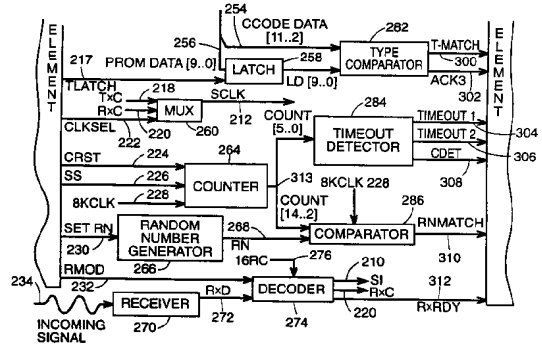 254
CCODE DATA
[11..2]
282
ELEMENT
256
217
PROM DATA [9..0]
258
LATCH
LD [9..0]
TYPE
COMPARATOR
T-MATCH
300
ACK3
302
ELEMENT
TLATCH
TxC
218
RxC
220
MUX
SCLK
212
CLKSEL
222
260
COUNT
[5..0]
284
TIMEOUT
DETECTOR
TIMEOUT 1
304
TIMEOUT 2
306
CDET
308
CRST
224
264
SS
226
COUNTER
313
8KCLK
228
8KCLK 228
COUNT
[14..2]
286
SET RN
230
RANDOM
NUMBER
GENERATOR
266
268
RN
COMPARATOR
RNMATCH
310
16RC
276
RMOD
232
210
SI
DECODER
RxC
220
312
RxRDY
274
234
INCOMING
SIGNAL
RECEIVER
270
RxD
272